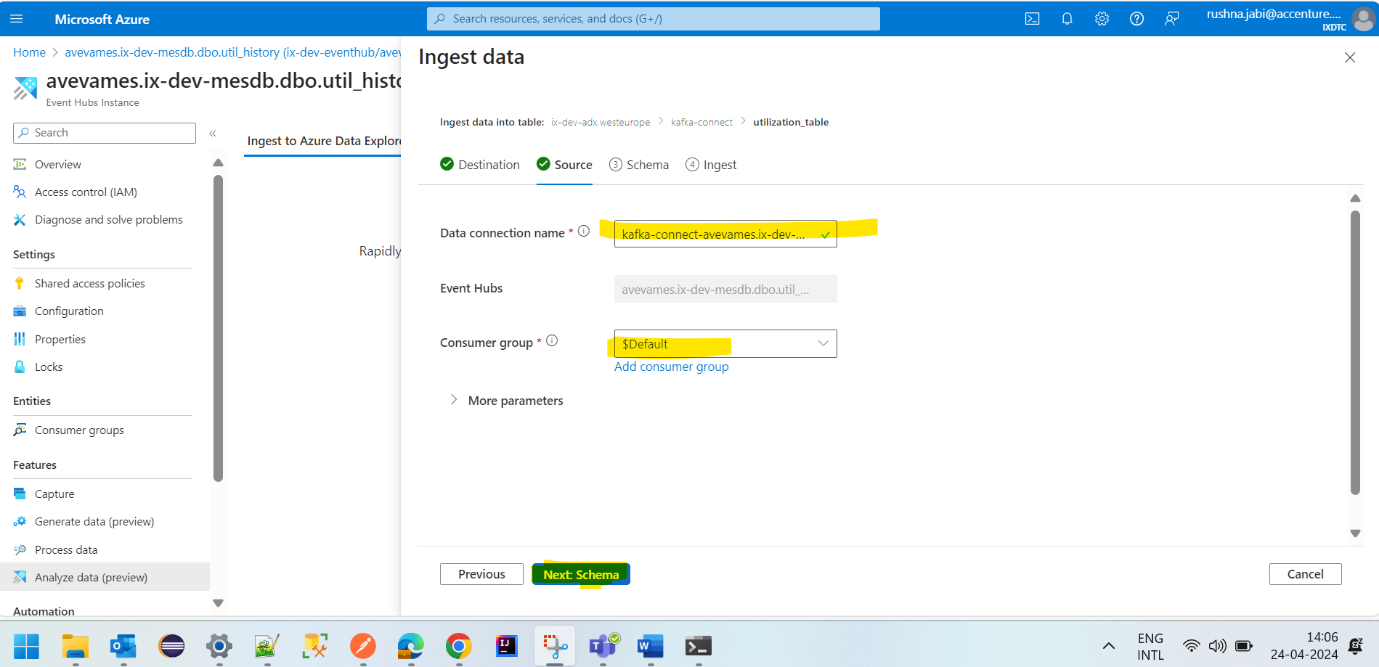 Microsoft Azure
Search resources, services, and docs (G+/)
rushna.jabi@accenture....
IXDTC
Home > avevames.ix-dev-mesdb.dbo.util_history (ix-dev-eventhub/avev
avevames.ix-dev-mesdb.dbo.util_histo
Event Hubs Instance
Search
«
Overview
Access control (IAM)
Diagnose and solve problems
Settings
Shared access policies
Configuration
Properties
Locks
Entities
Consumer groups
Features
Capture
Generate data (preview)
Process data
Analyze data (preview)
Automation
Ingest to Azure Data Explore
Rapidly
Ingest data
Ingest data into table: ix-dev-adx.westeurope > kafka-connect > utilization_table
Destination Source 3 Schema 4 Ingest
Data connection name * kafka-connect-avevames.ix-dev-...
Event Hubs avevames.ix-dev-mesdb.dbo.util_...
Consumer group * $Default
Add consumer group
More parameters
Previous Next: Schema Cancel
ENG
INTL
14:06
24-04-2024